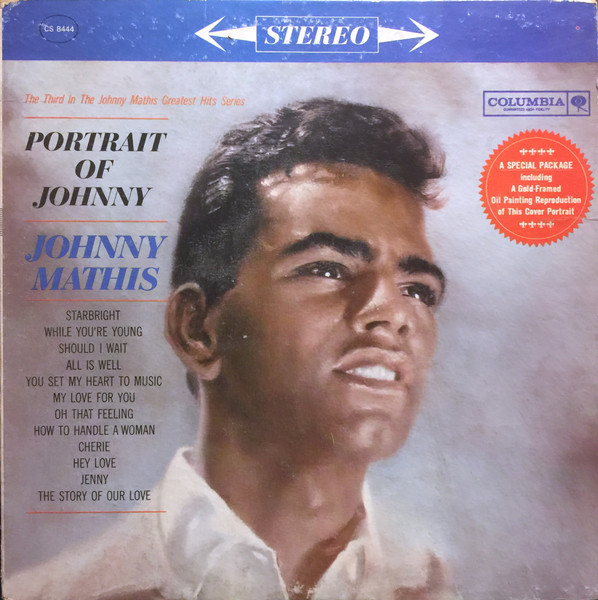 CS 8444
STEREO
The Third In The Johnny Mathis Greatest Hits Series
COLUMBIA
PORTRAIT
OF
JOHNNY
JOHNNY
MATHIS
STARBRIGHT
WHILE YOU'RE YOUNG
SHOULD I WAIT
ALL IS WELL
YOU SET MY HEART TO MUSIC
MY LOVE FOR YOU
OH THAT FEELING
HOW TO HANDLE A WOMAN
CHERIE
HEY LOVE
JENNY
THE STORY OF OUR LOVE
A SPECIAL PACKAGE
including
A Gold-Framed
Oil Painting Reproduction
of This Cover Portrait